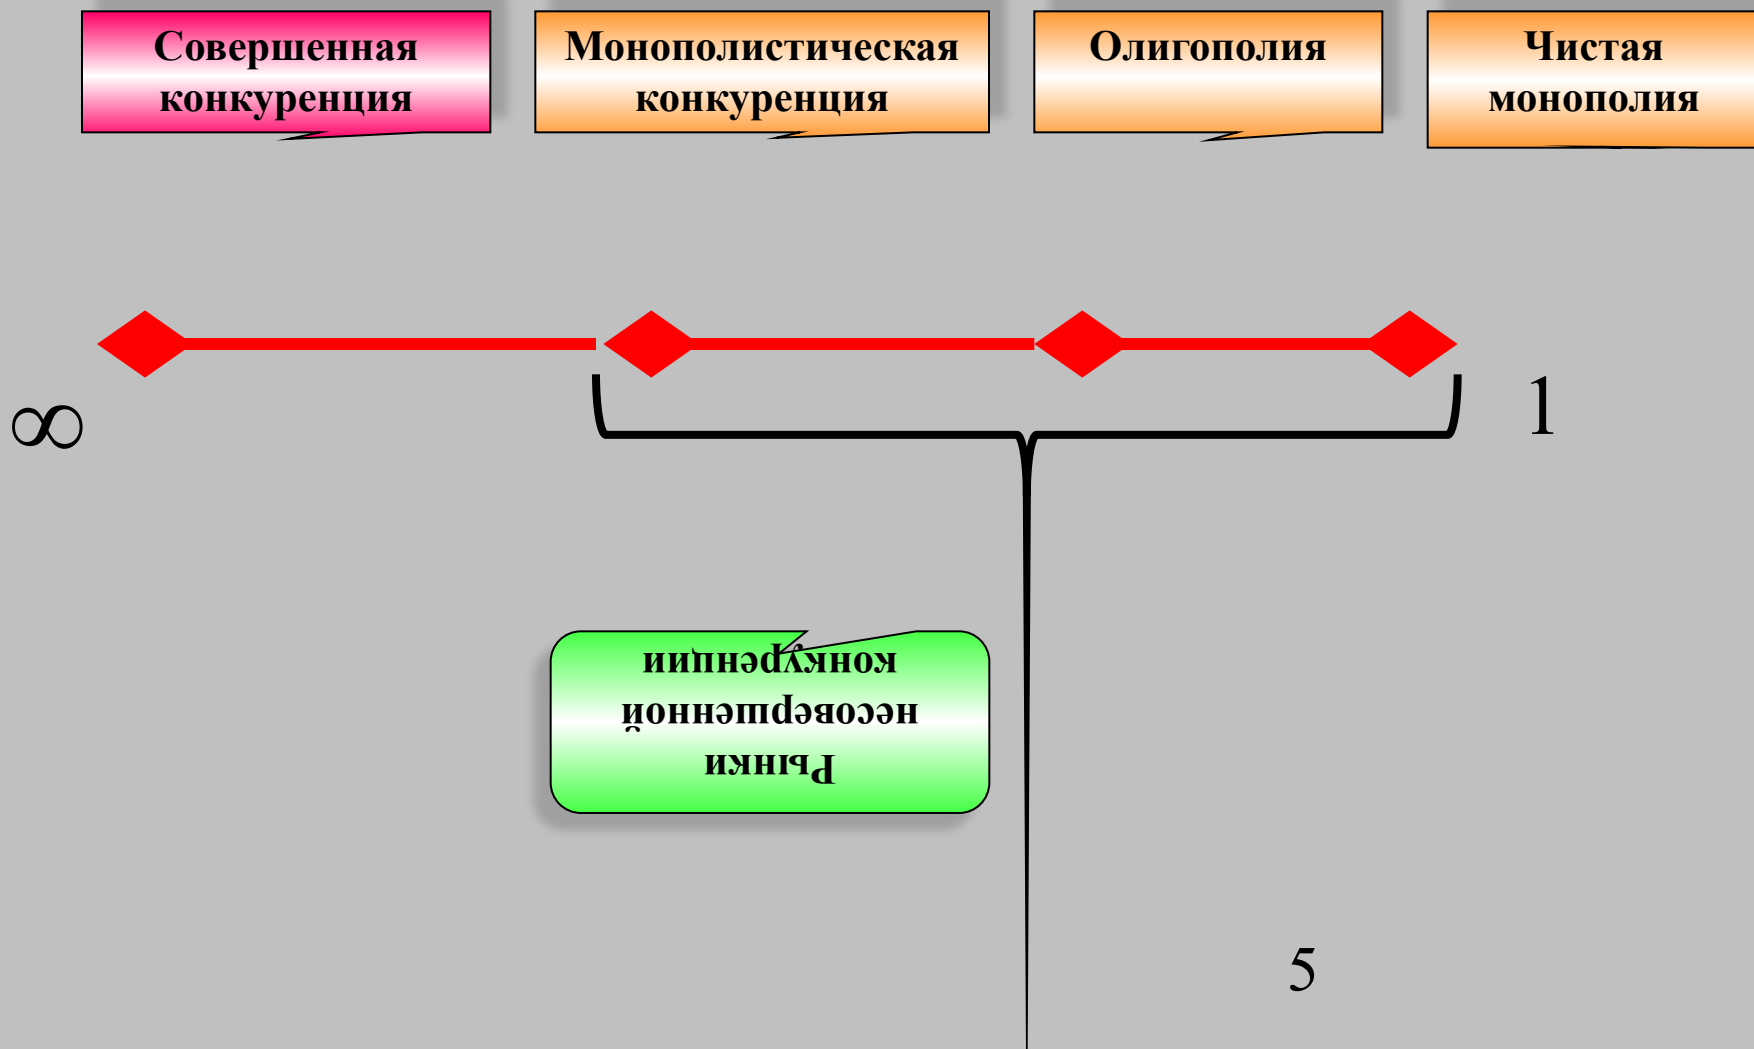 Совершенная
конкуренция
Монополистическая
конкуренция
Олигополия
Чистая
монополия
∞
1
Рынки
несовершенной
конкуренции
5